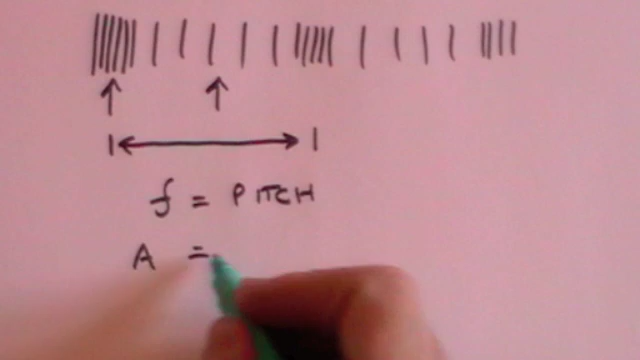 f = PITCH
A =